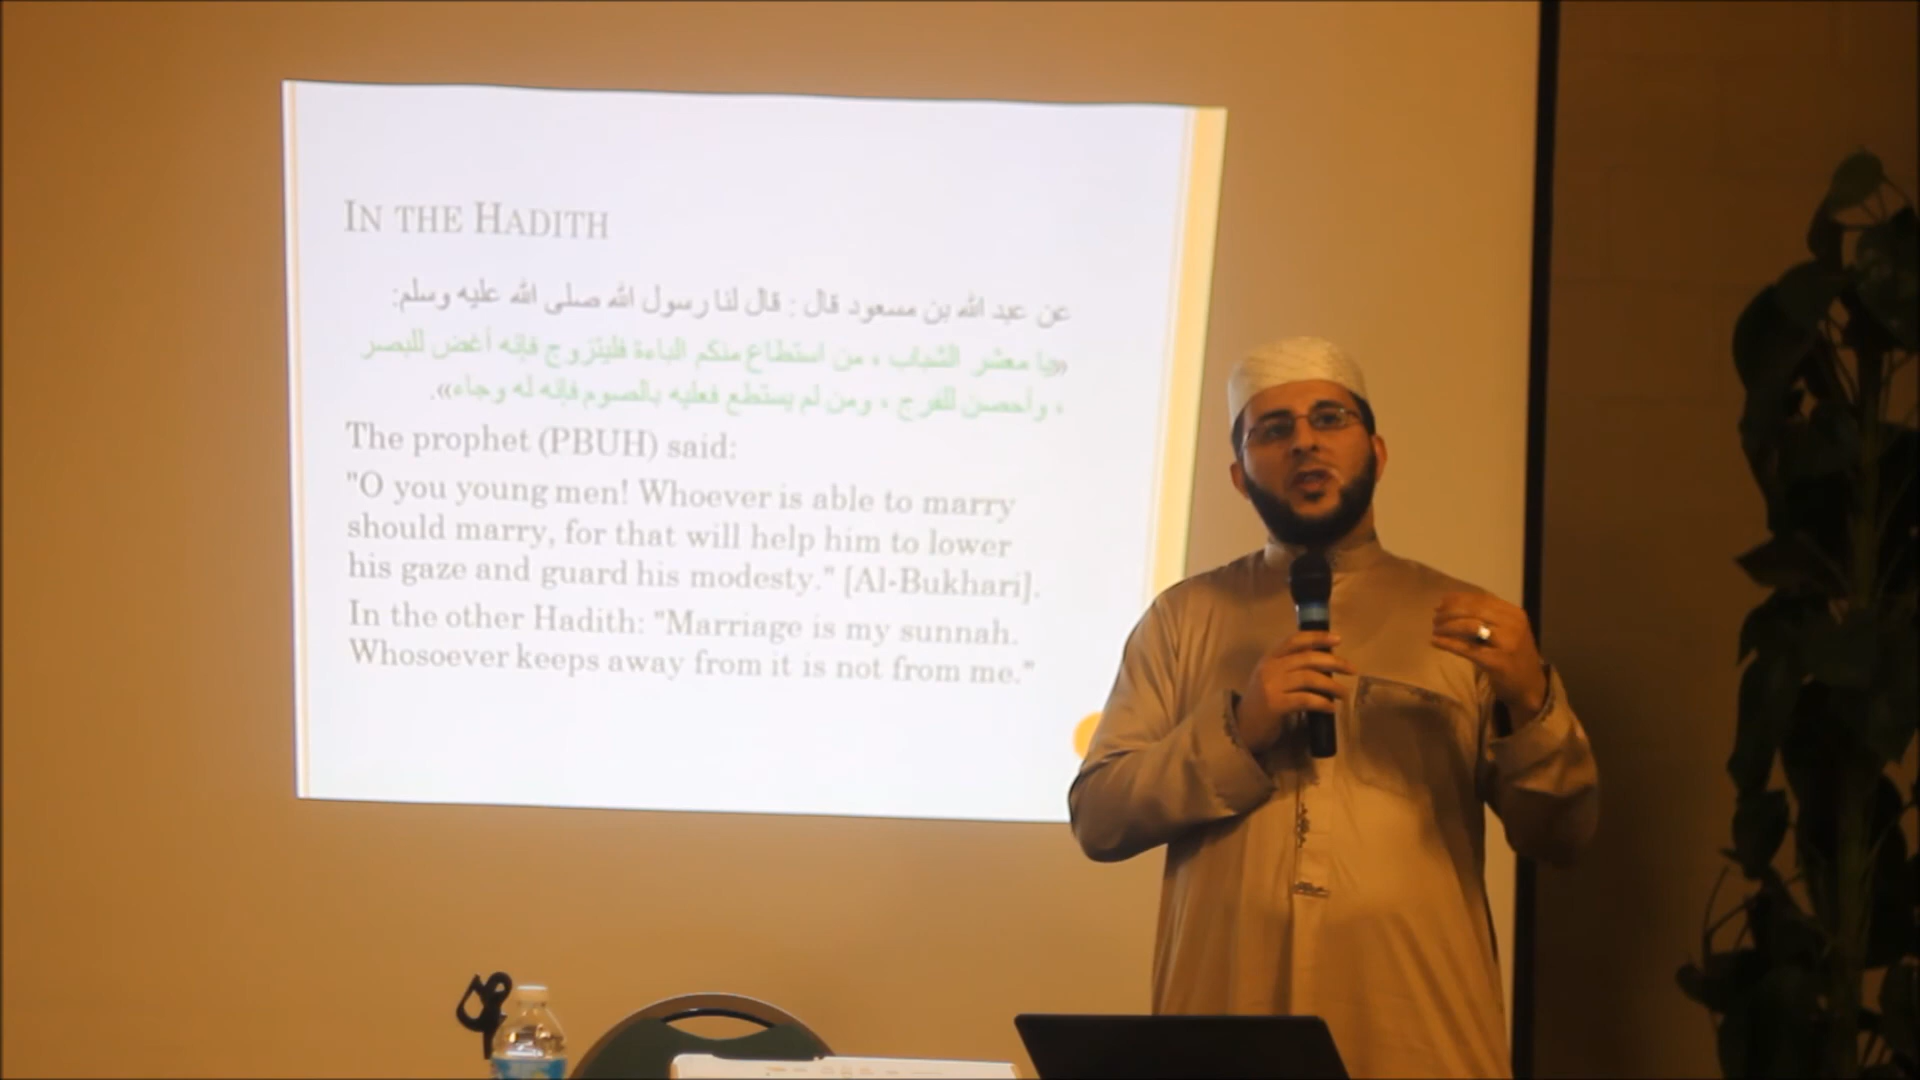 IN THE HADITH
عن عبد الله بن مسعود قال : قال لنا رسول الله صلى الله عليه وسلم:
«يا معشر الشباب ، من استطاع منكم الباءة فليتزوج فإنه أغض للبصر
، وأحصن للفرج ، ومن لم يستطع فعليه بالصوم فإنه له وجاء».
The prophet (PBUH) said:
"O you young men! Whoever is able to marry
should marry, for that will help him to lower
his gaze and guard his modesty." [Al-Bukhari].
In the other Hadith: "Marriage is my sunnah.
Whosoever keeps away from it is not from me."